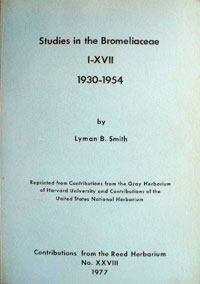 Studies in the Bromeliaceae
I-XVII
1930-1954
by
Lyman B. Smith
Reprinted from Contributions from the Gray Herbarium
of Harvard University and Contributions of the
United States National Herbarium
Contributions from the Reed Herbarium
No. XXVIII
1977